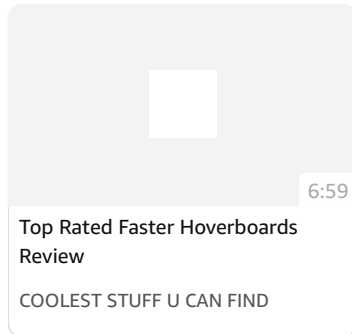 6:59
Top Rated Faster Hoverboards
Review
COOLEST STUFF U CAN FIND